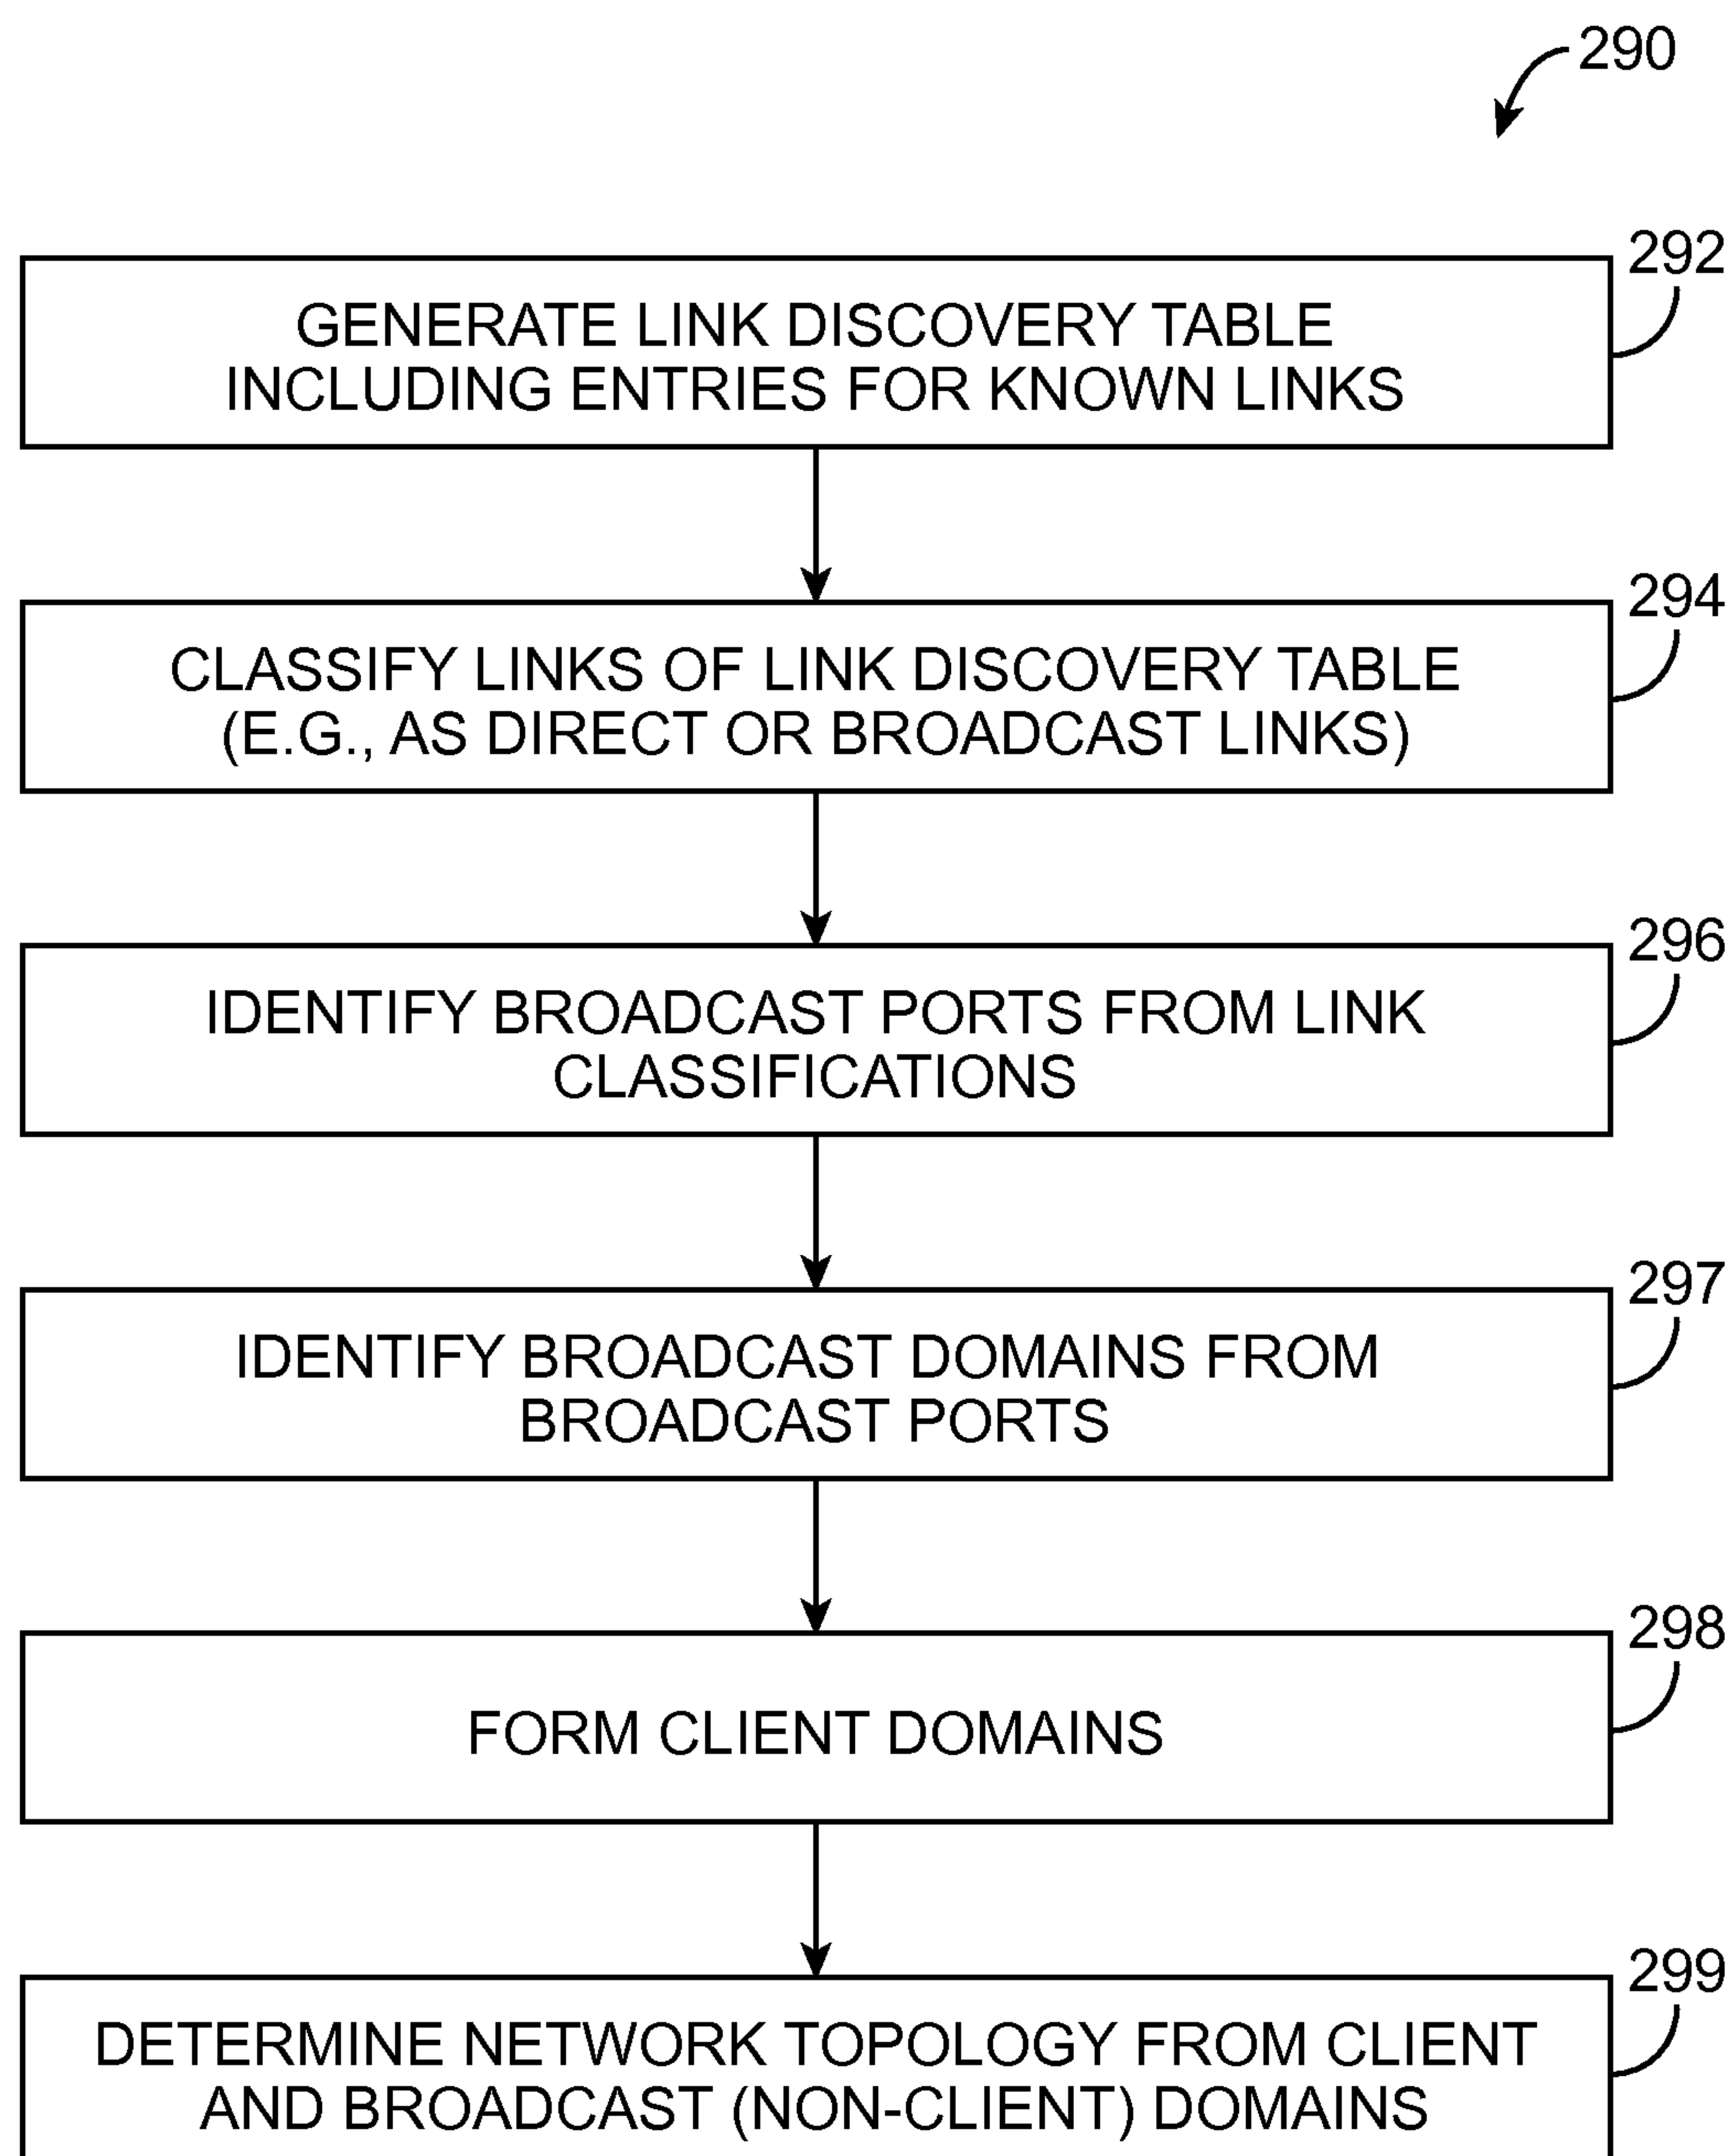 290
292
GENERATE LINK DISCOVERY TABLE
INCLUDING ENTRIES FOR KNOWN LINKS
294
CLASSIFY LINKS OF LINK DISCOVERY TABLE
(E.G., AS DIRECT OR BROADCAST LINKS)
296
IDENTIFY BROADCAST PORTS FROM LINK
CLASSIFICATIONS
297
IDENTIFY BROADCAST DOMAINS FROM
BROADCAST PORTS
298
FORM CLIENT DOMAINS
299
DETERMINE NETWORK TOPOLOGY FROM CLIENT
AND BROADCAST (NON-CLIENT) DOMAINS